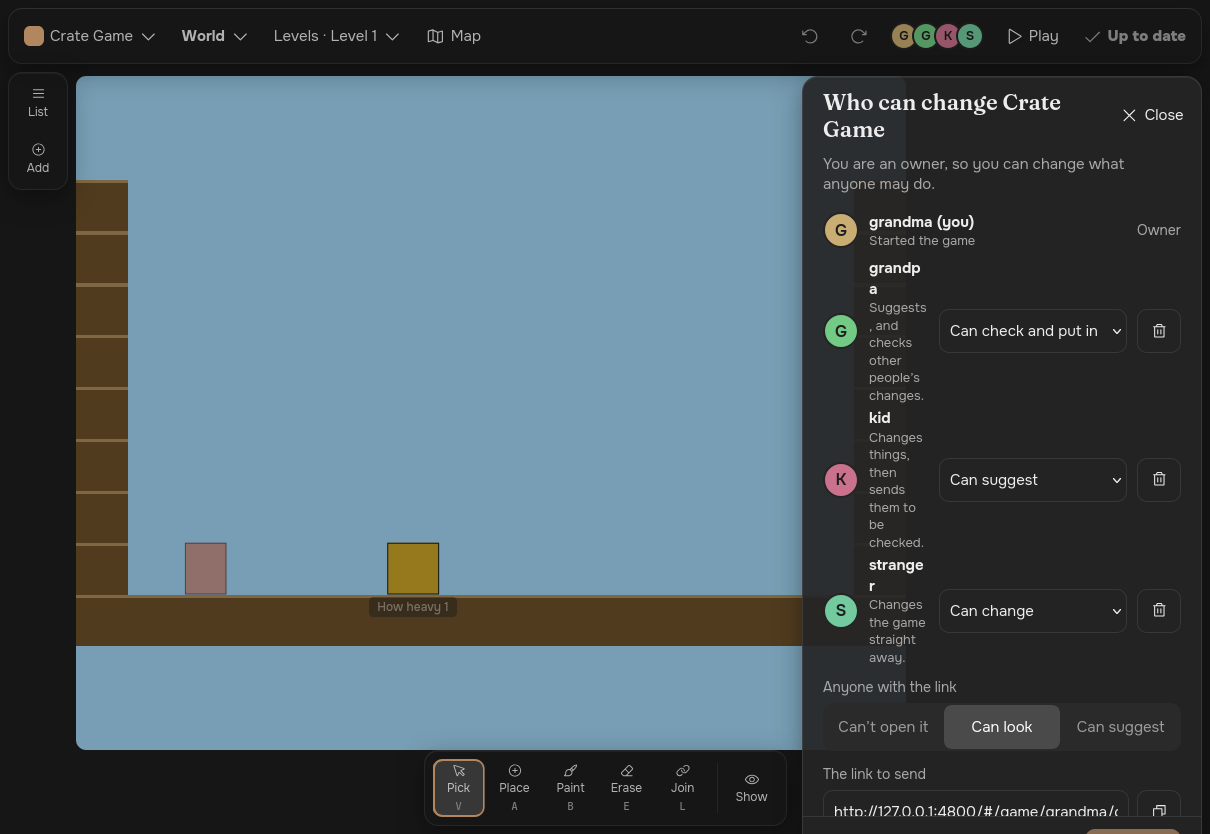 Crate Game
World
Levels · Level 1
Map
G
G
K
S
Play
Up to date
List
Add
Who can change Crate
Game
Close
You are an owner, so you can change what
anyone may do.
G
grandma (you)
Started the game
Owner
grandp
a
Suggests
, and
checks
other
people's
changes.
G
Can check and put in
kid
Changes
things,
then
sends
them to
be
checked.
K
Can suggest
strange
r
Changes
the game
straight
away.
S
Can change
How heavy 1
Anyone with the link
Can't open it
Can look
Can suggest
The link to send
http://127.0.0.1:4800/#/game/grandma/c
Pick
V
Place
A
Paint
B
Erase
E
Join
L
Show